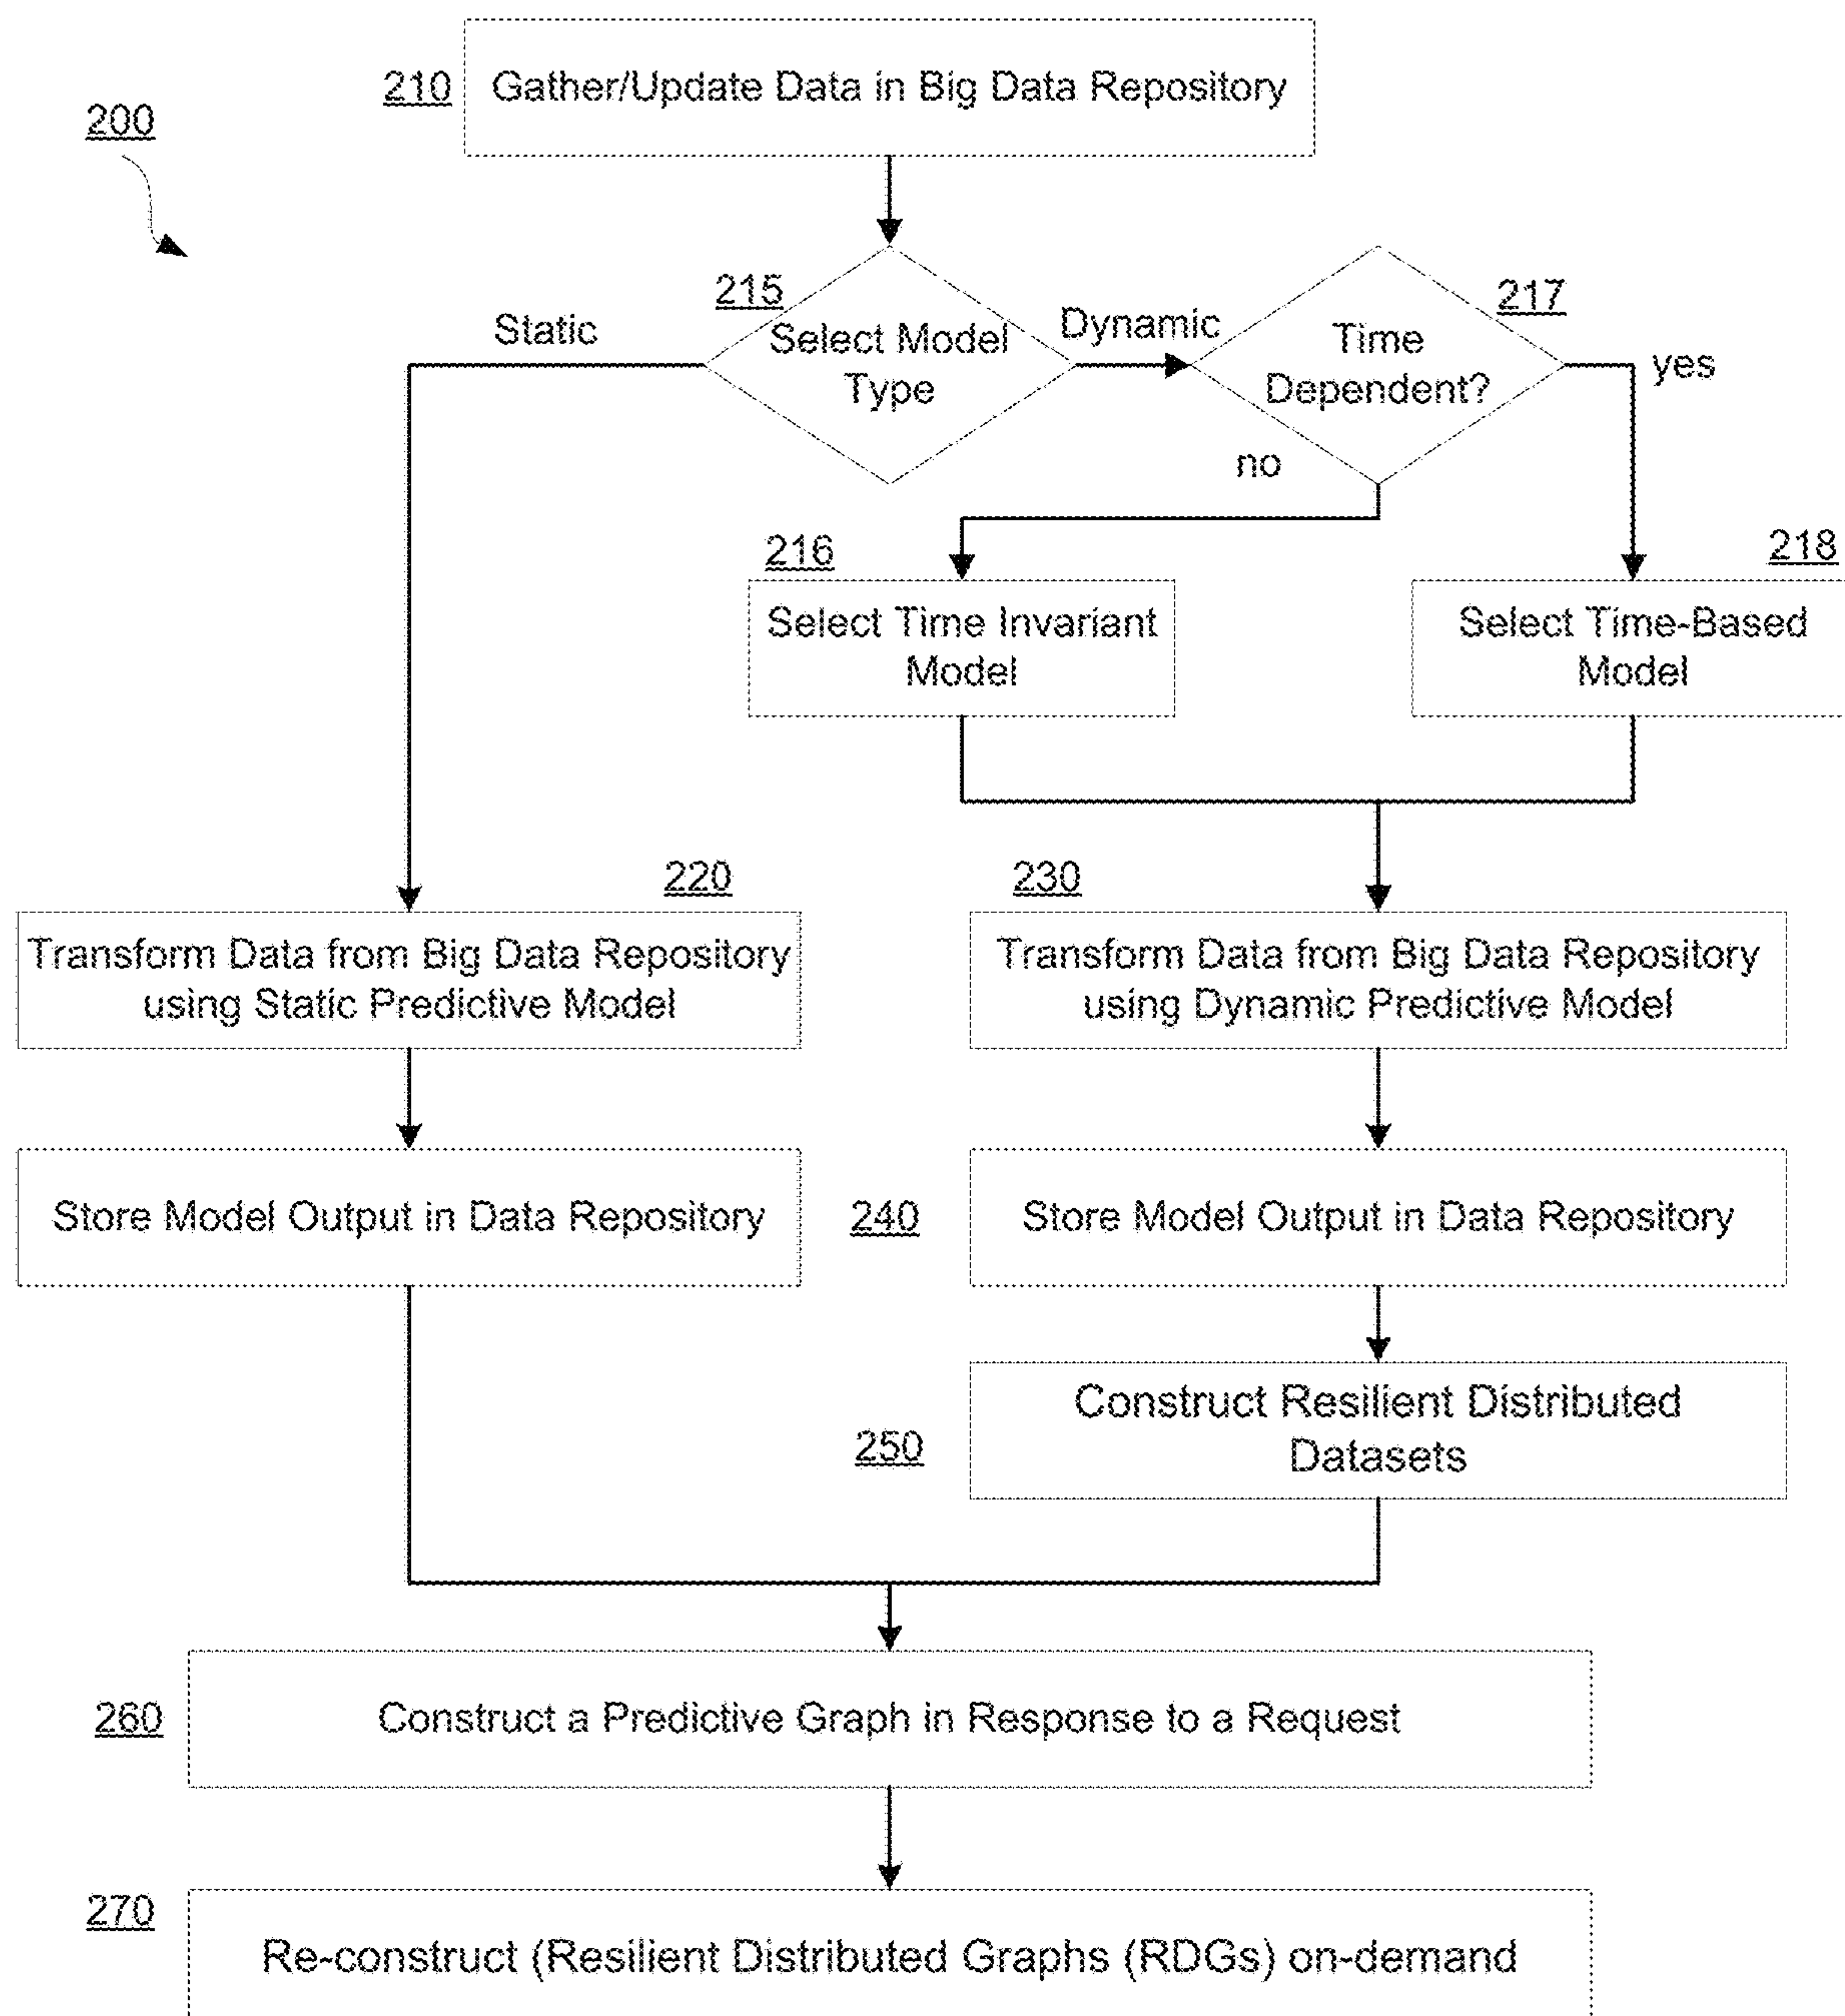 210
Gather/Update Data in Big Data Repository
200
215
Select Model
Type
Static
Dynamic
217
Time
Dependent?
yes
no
216
Select Time Invariant
Model
218
Select Time-Based
Model
220
Transform Data from Big Data Repository
using Static Predictive Model
230
Transform Data from Big Data Repository
using Dynamic Predictive Model
Store Model Output in Data Repository
240
Store Model Output in Data Repository
250
Construct Resilient Distributed
Datasets
260
Construct a Predictive Graph in Response to a Request
270
Re-construct (Resilient Distributed Graphs (RDGs) on-demand